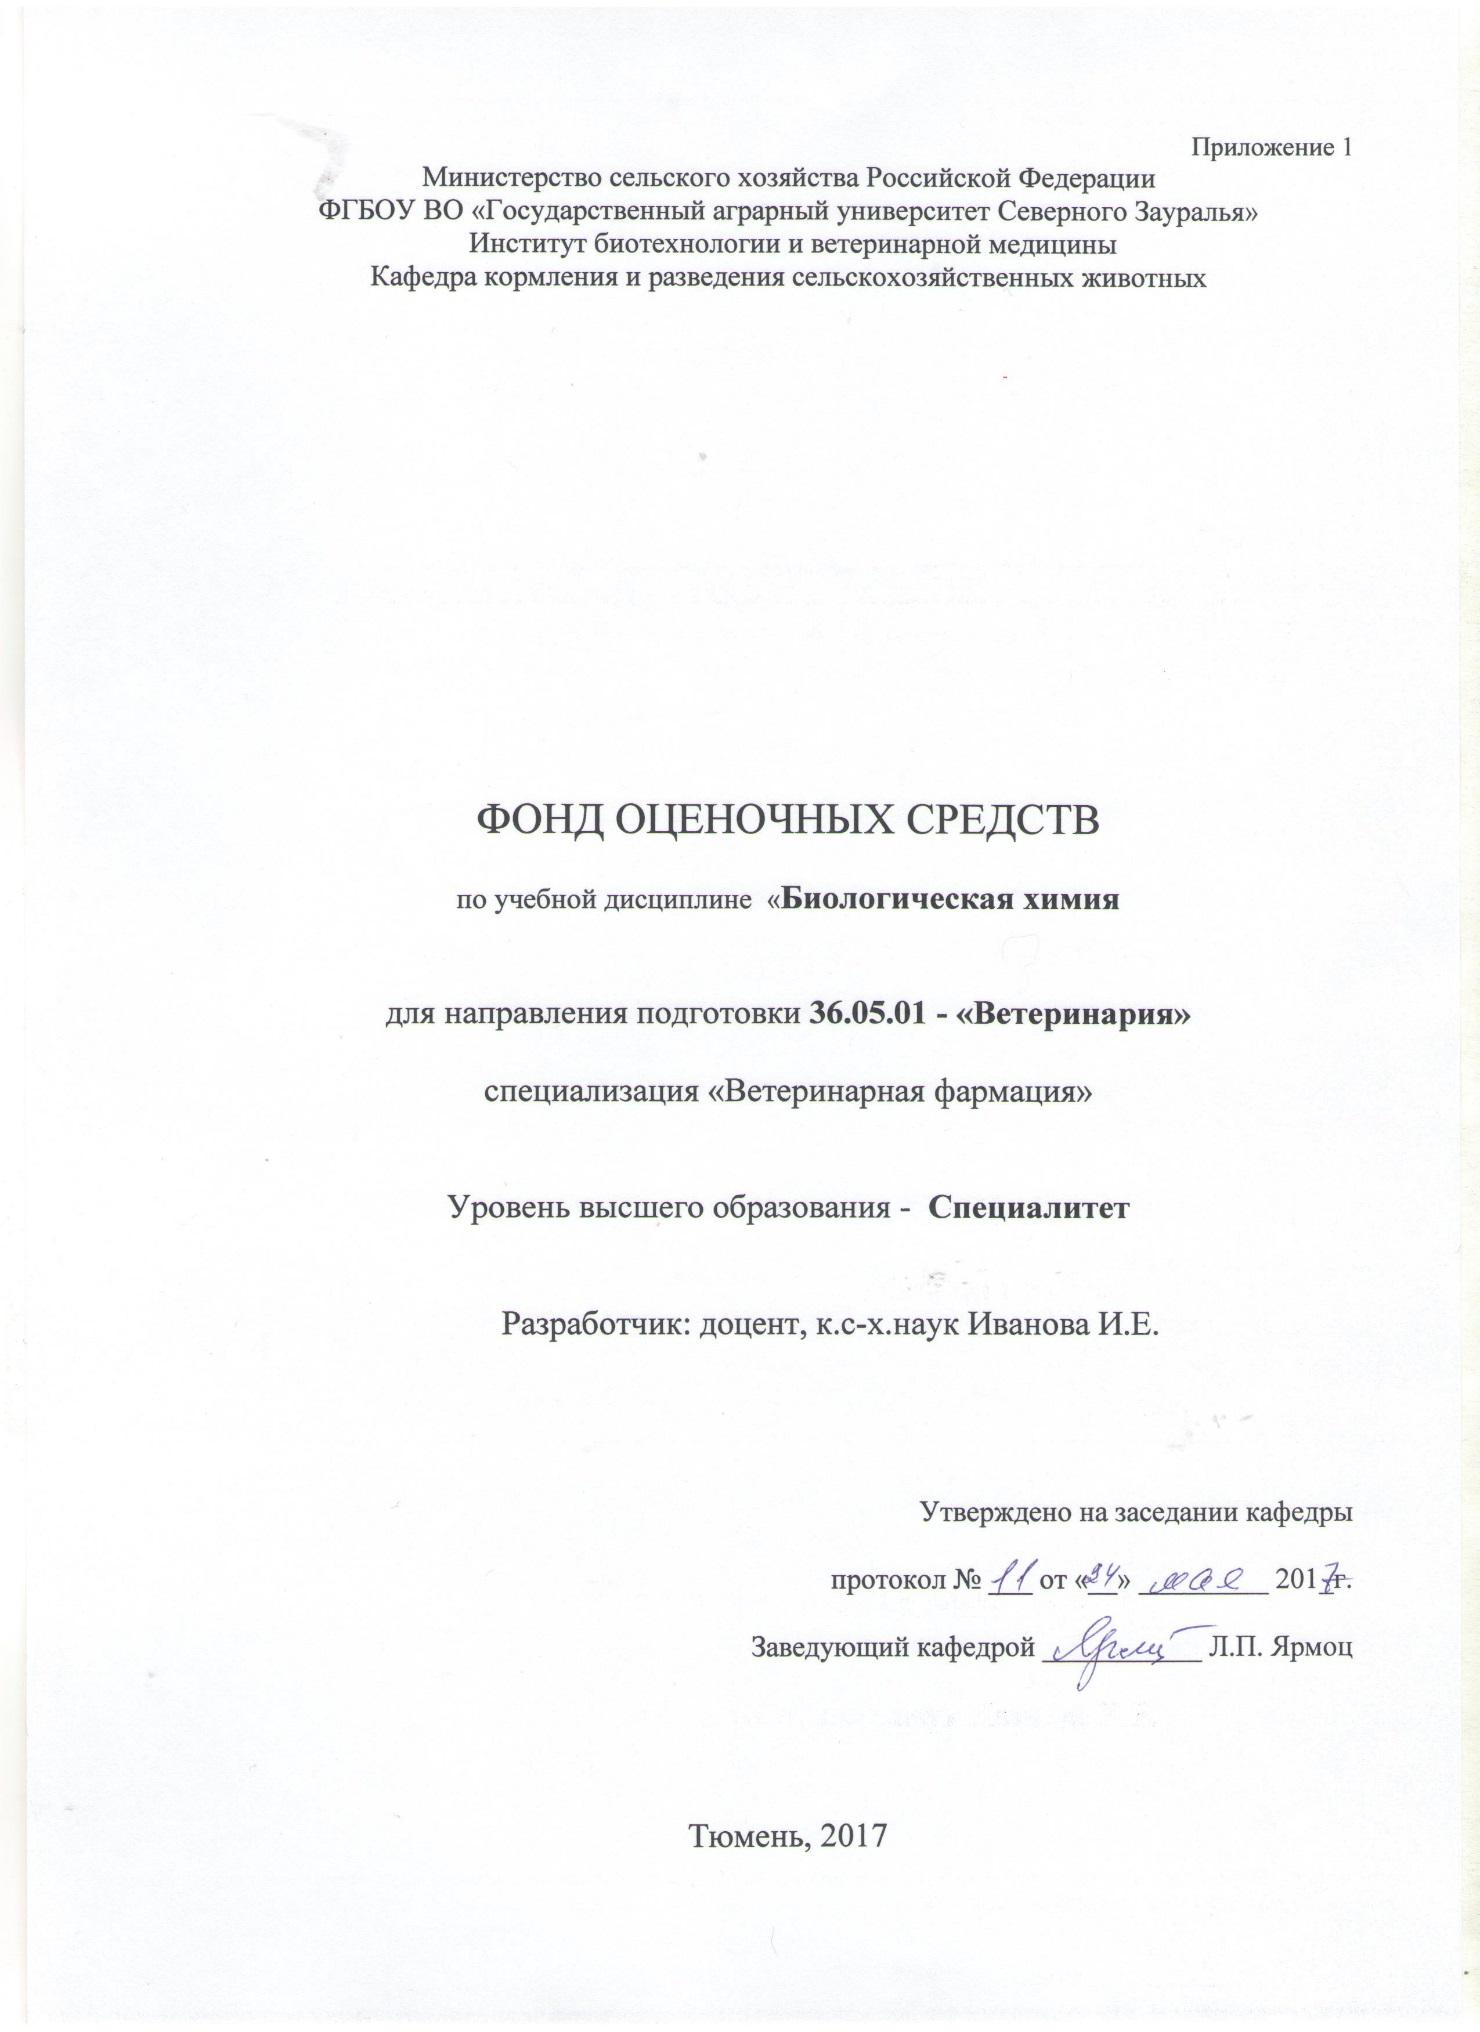 Приложение 1
Министерство сельского хозяйства Российской Федерации
ФГБОУ ВО «Государственный аграрный университет Северного Зауралья»
Институт биотехнологии и ветеринарной медицины
Кафедра кормления и разведения сельскохозяйственных животных
ФОНД ОЦЕНОЧНЫХ СРЕДСТВ
по учебной дисциплине «Биологическая химия
для направления подготовки 36.05.01 - «Ветеринария»
специализация «Ветеринарная фармация»
Уровень высшего образования - Специалитет
Разработчик: доцент, к.с-х.наук Иванова И.Е.
Утверждено на заседании кафедры
протокол № 11 от «24» мая 2017г.
Заведующий кафедрой Л.П. Ярмоц
Тюмень, 2017